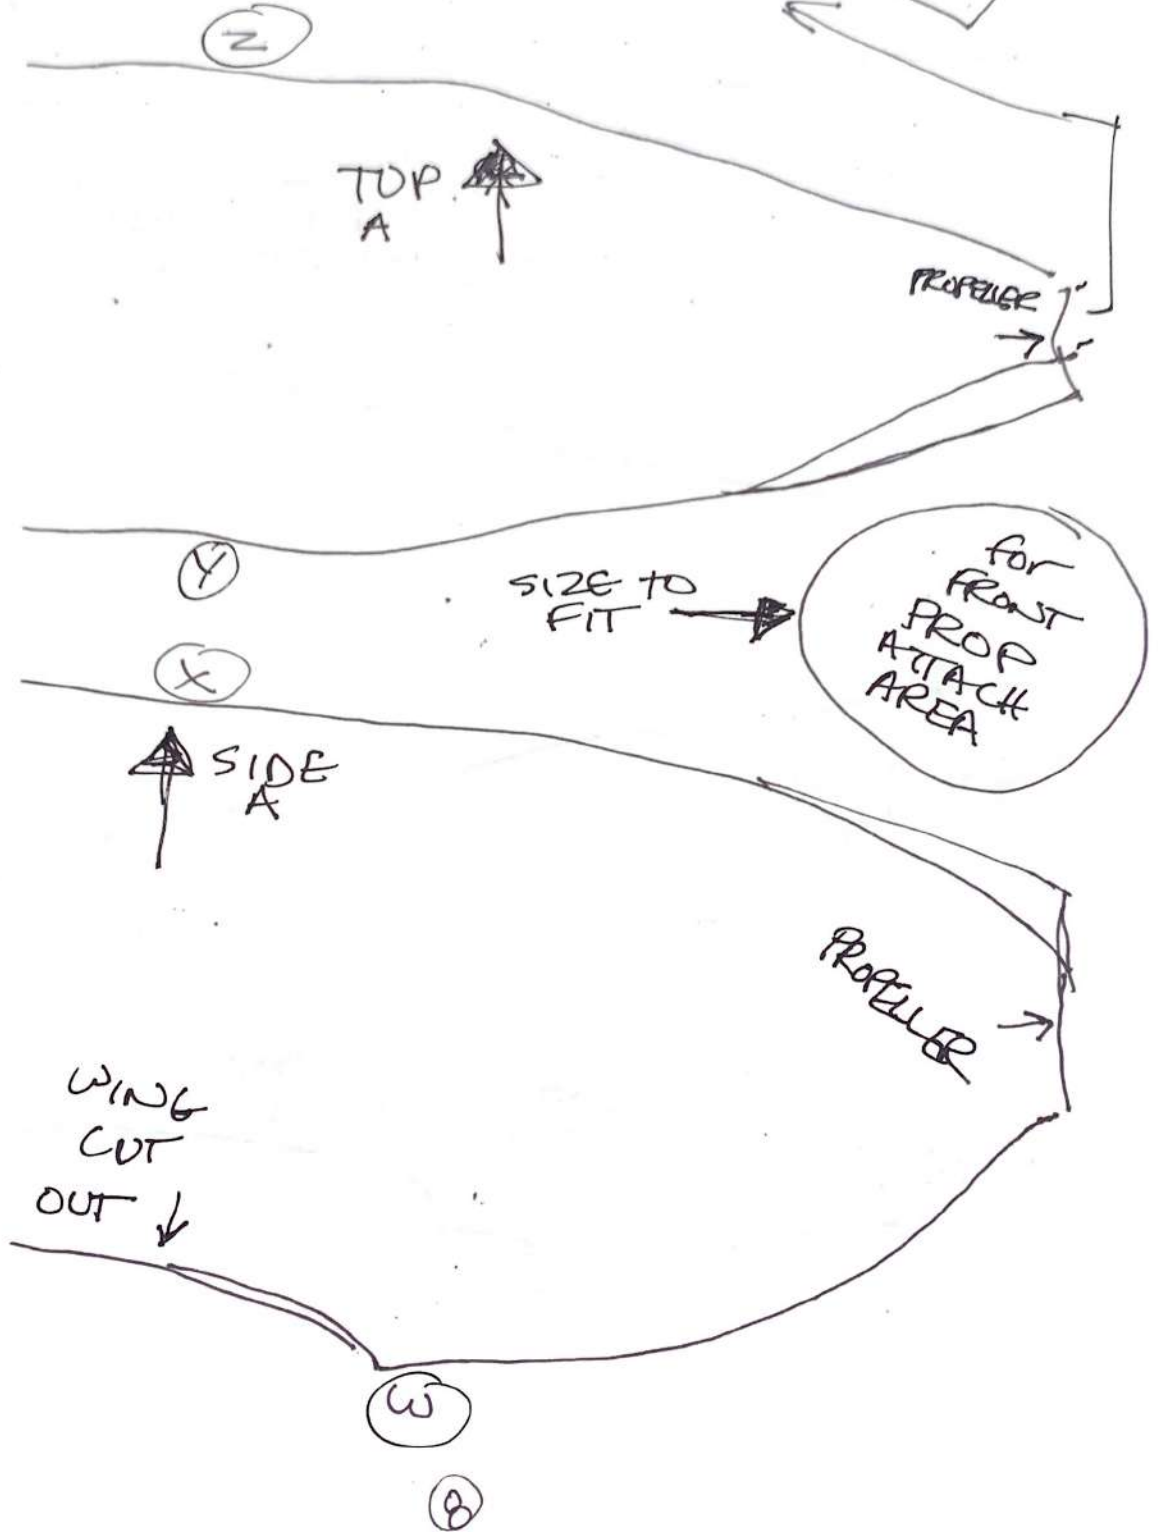 Z
TOP
A
PROPELLER
Y
SIZE TO
FIT
for
FRONT
PROP
ATTACH
AREA
X
SIDE
A
PROPELLER
WING
CUT
OUT
W
8